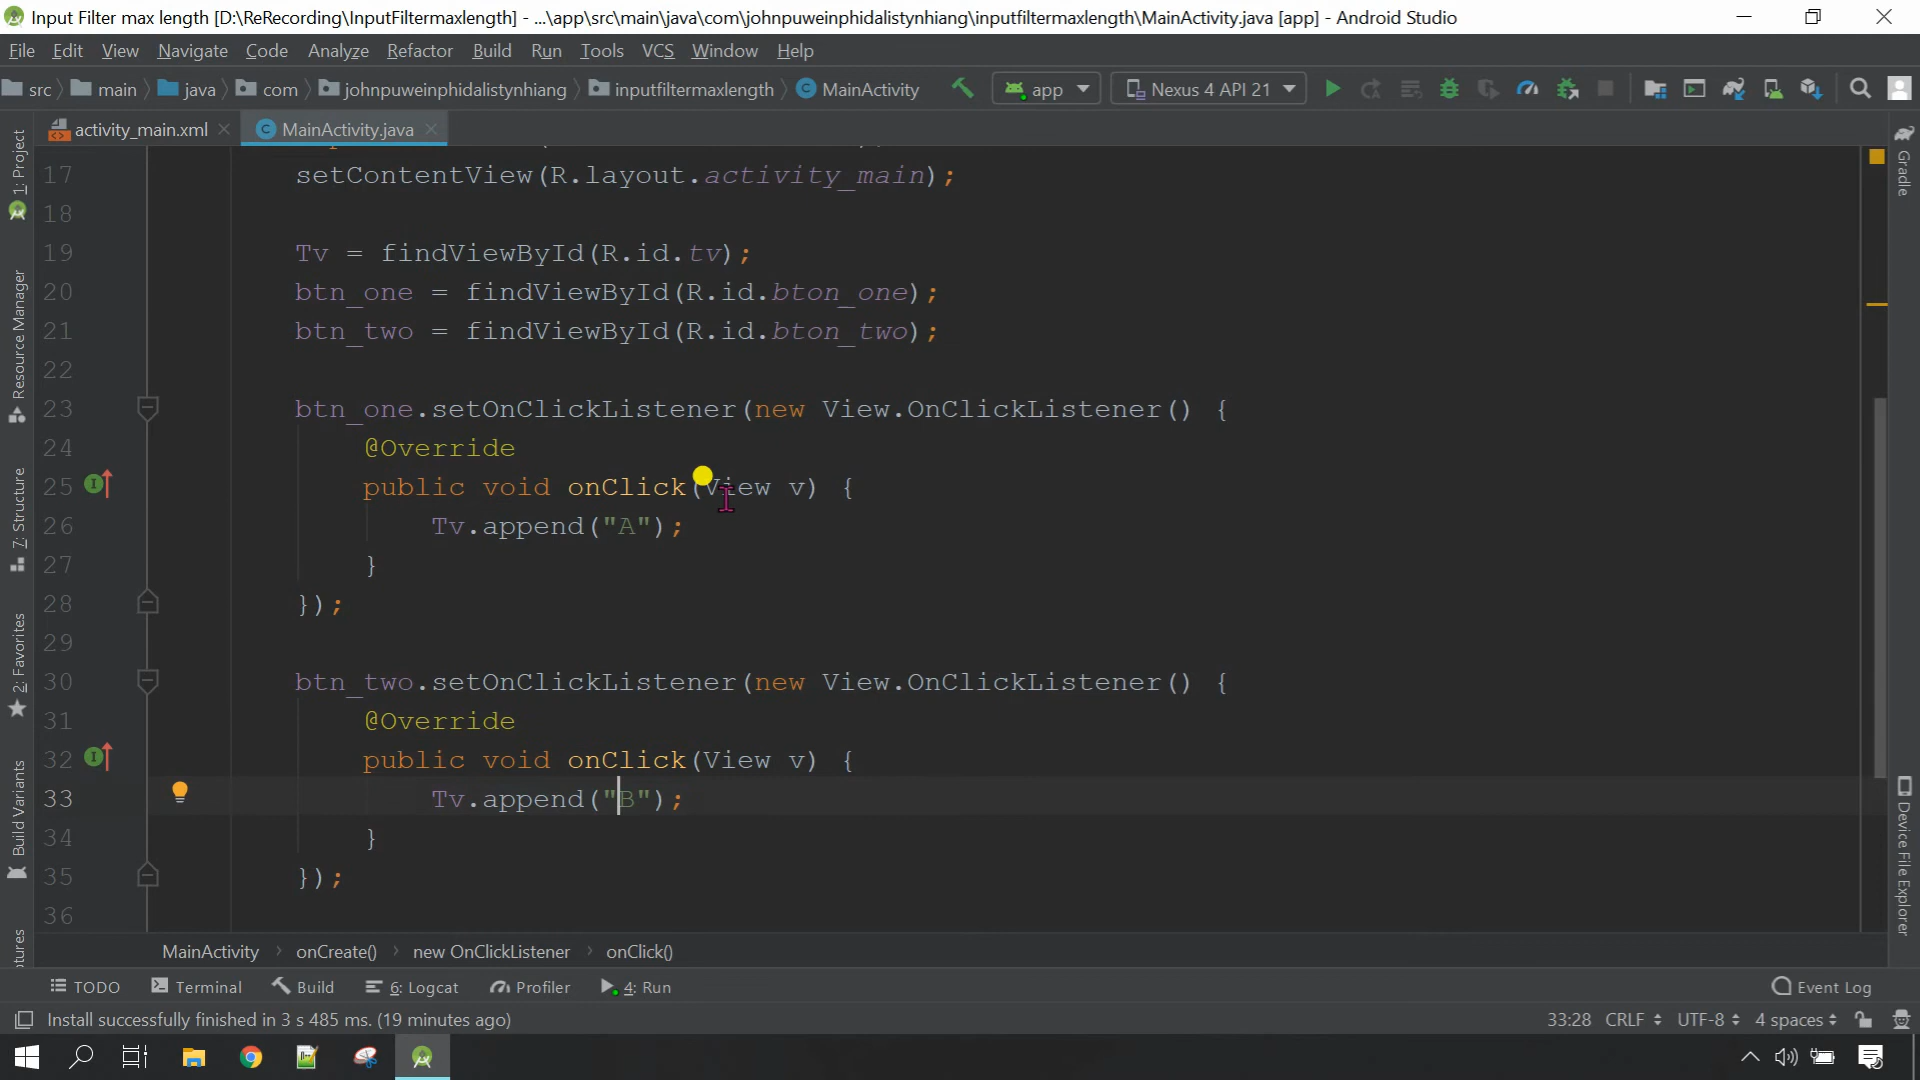 Input Filter max length [D:\ReRecording\InputFiltermaxlength] - ...\app\src\main\java\com\johnpuweinphidalistynhiang\inputfiltermaxlength\MainActivity.java [app] - Android Studio
File Edit View Navigate Code Analyze Refactor Build Run Tools VCS Window Help
src main java com johnpuweinphidalistynhiang inputfiltermaxlength MainActivity app Nexus 4 API 21
activity_main.xml MainActivity.java
1: Project
Resource Manager
7: Structure
2: Favorites
Build Variants
17 setContentView(R.layout.activity_main);
18
19 Tv = findViewById(R.id.tv);
20 btn_one = findViewById(R.id.bton_one);
21 btn_two = findViewById(R.id.bton_two);
22
23 btn_one.setOnClickListener(new View.OnClickListener() {
24 @Override
25 public void onClick(View v) {
26 Tv.append("A");
27 }
28 });
29
30 btn_two.setOnClickListener(new View.OnClickListener() {
31 @Override
32 public void onClick(View v) {
33 Tv.append("B");
34 }
35 });
36
Gradle
Device File Explorer
MainActivity onCreate() new OnClickListener onClick()
TODO Terminal Build 6: Logcat Profiler 4: Run Event Log
Install successfully finished in 3 s 485 ms. (19 minutes ago) 33:28 CRLF UTF-8 4 spaces